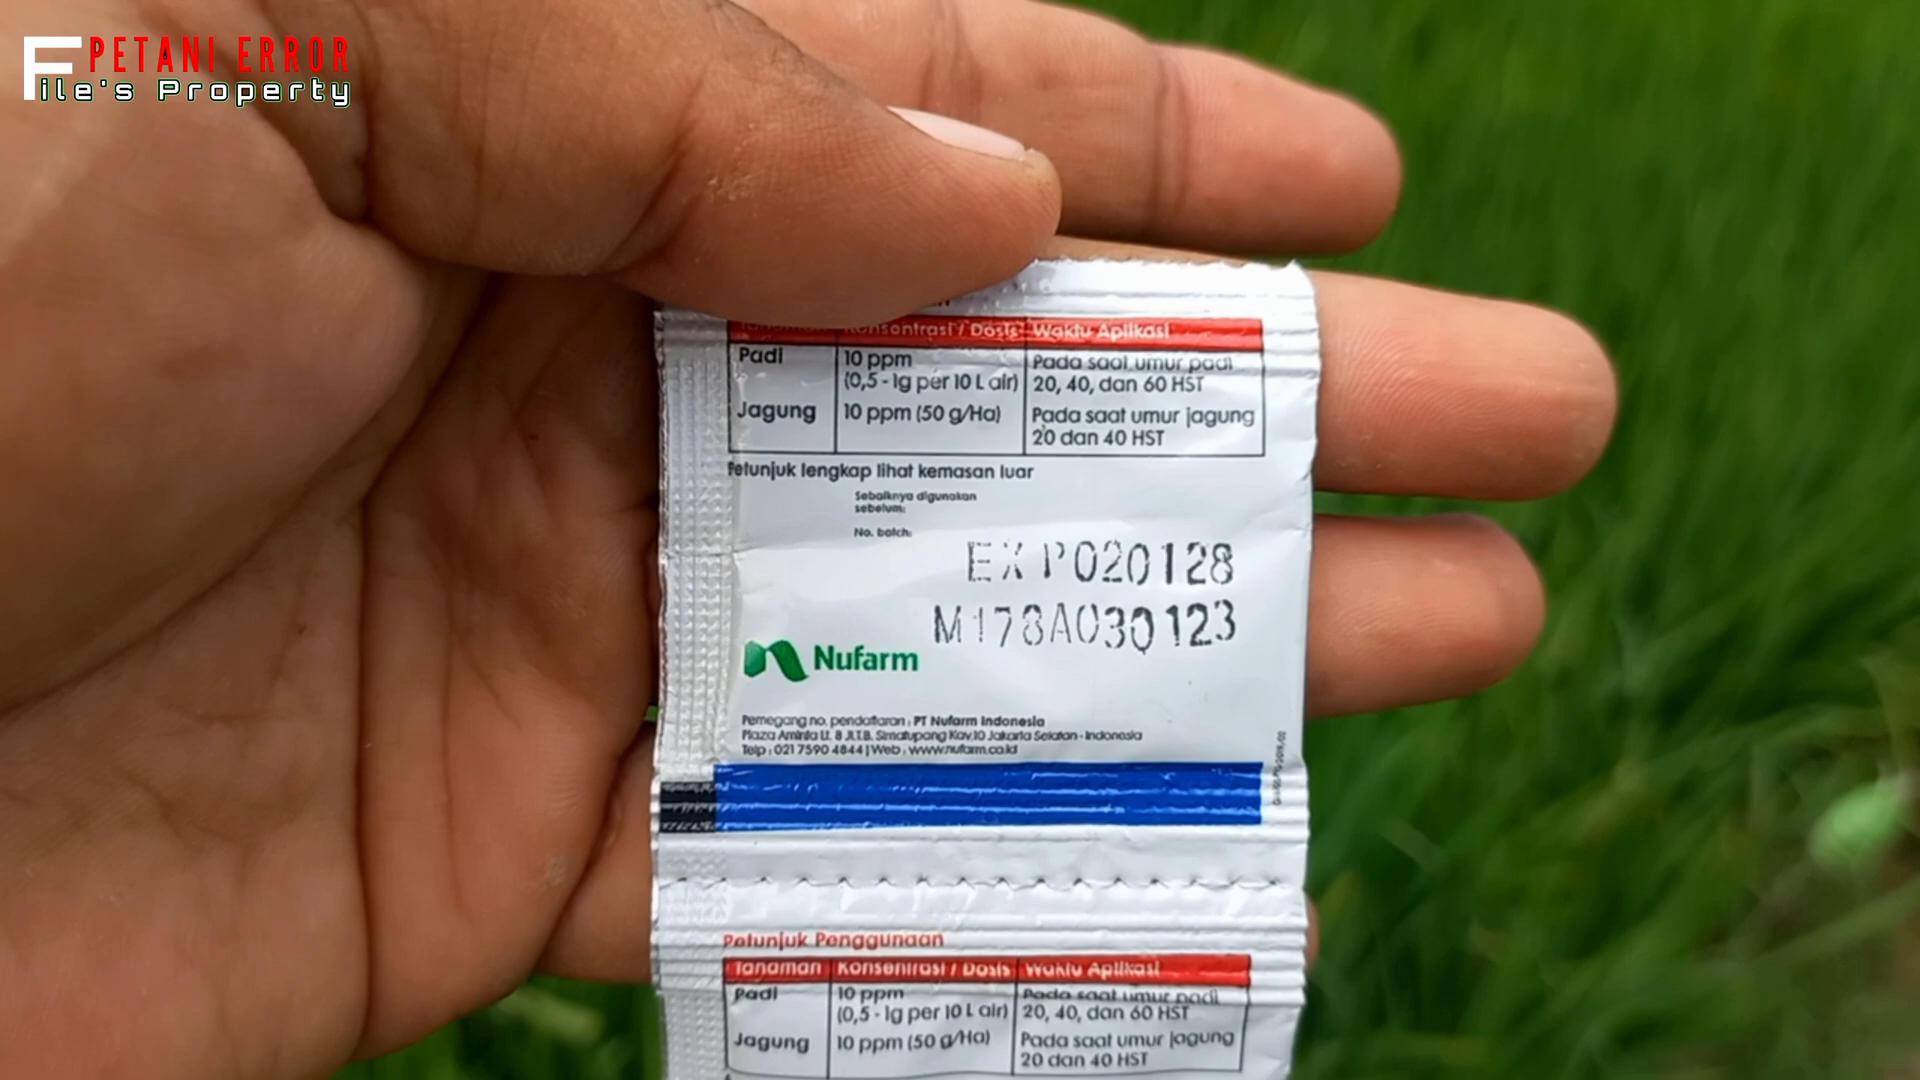 PETANI ERROR
File's Property
Tanaman Konsentrasi / Dosis Waktu Aplikasi
Padi 10 ppm Pada saat umur padi
(0,5 - 1g per 10 L air) 20, 40, dan 60 HST
Jagung 10 ppm (50 g/Ha) Pada saat umur jagung
20 dan 40 HST
Petunjuk lengkap lihat kemasan luar
Sebaiknya digunakan
sebelum:
No. batch:
EXP020128
M178A030123
Nufarm
Pemegang no. pendaftaran : PT Nufarm Indonesia
Plaza Aminta Lt. 8 Jl.T.B. Simatupang Kav.10 Jakarta Selatan - Indonesia
Telp : 021 7590 4844 | Web : www.nufarm.co.id
Petunjuk Penggunaan
Tanaman Konsentrasi / Dosis Waktu Aplikasi
Padi 10 ppm Pada saat umur padi
(0,5 - 1g per 10 L air) 20, 40, dan 60 HST
Jagung 10 ppm (50 g/Ha) Pada saat umur jagung
20 dan 40 HST